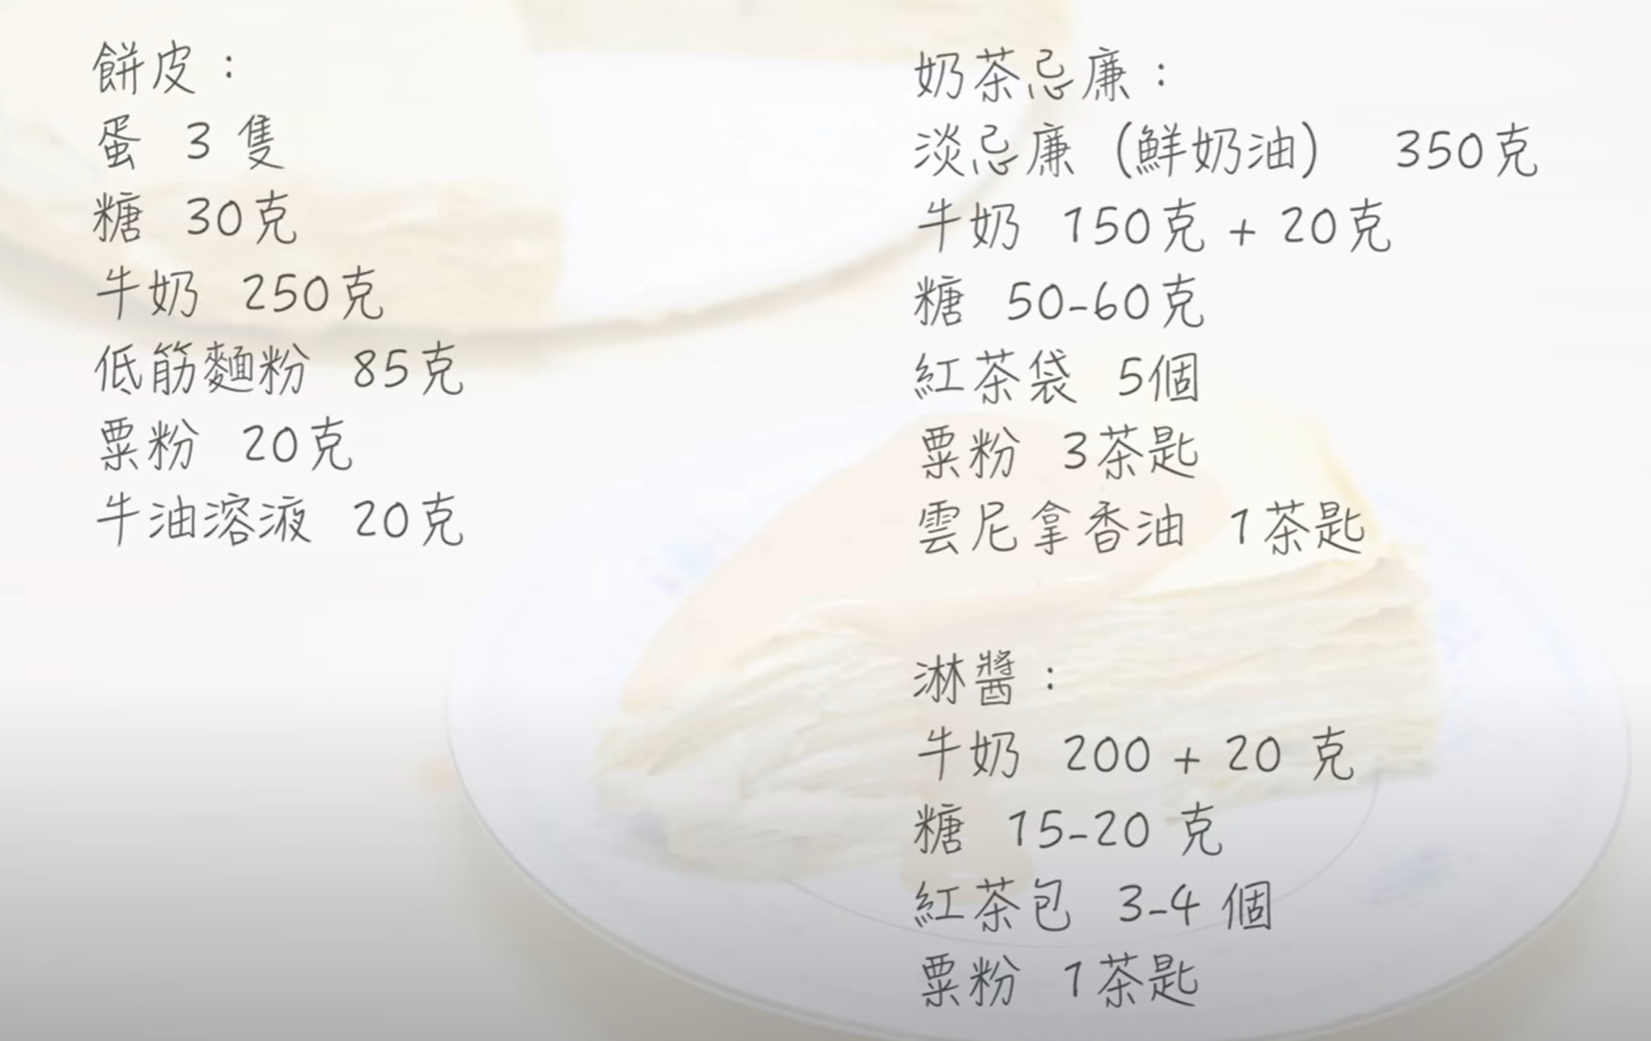 餅皮：
蛋 3 隻
糖 30克
牛奶 250克
低筋麵粉 85克
粟粉 20克
牛油溶液 20克
奶茶忌廉：
淡忌廉（鮮奶油） 350克
牛奶 150克 + 20克
糖 50-60克
紅茶袋 5個
粟粉 3茶匙
雲尼拿香油 1茶匙
淋醬：
牛奶 200 + 20 克
糖 15-20 克
紅茶包 3-4 個
粟粉 1茶匙